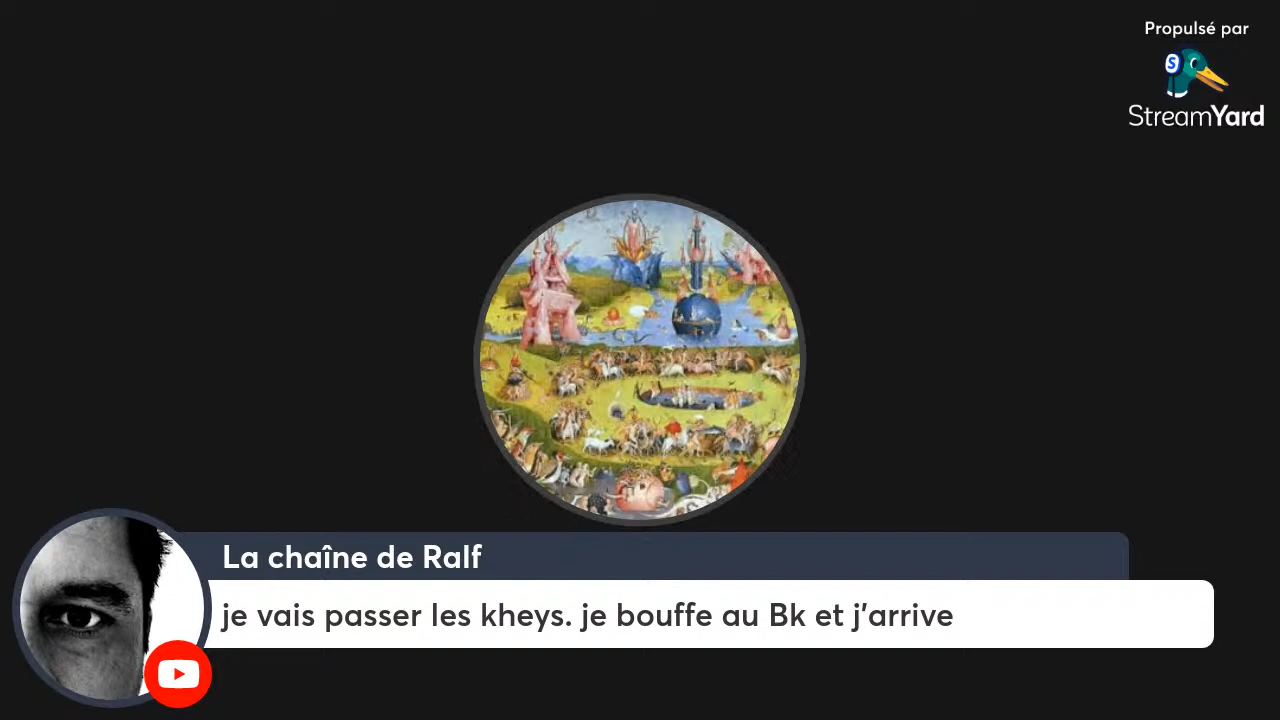 Propulsé par
S
StreamYard
La chaîne de Ralf
je vais passer les kheys. je bouffe au Bk et j'arrive